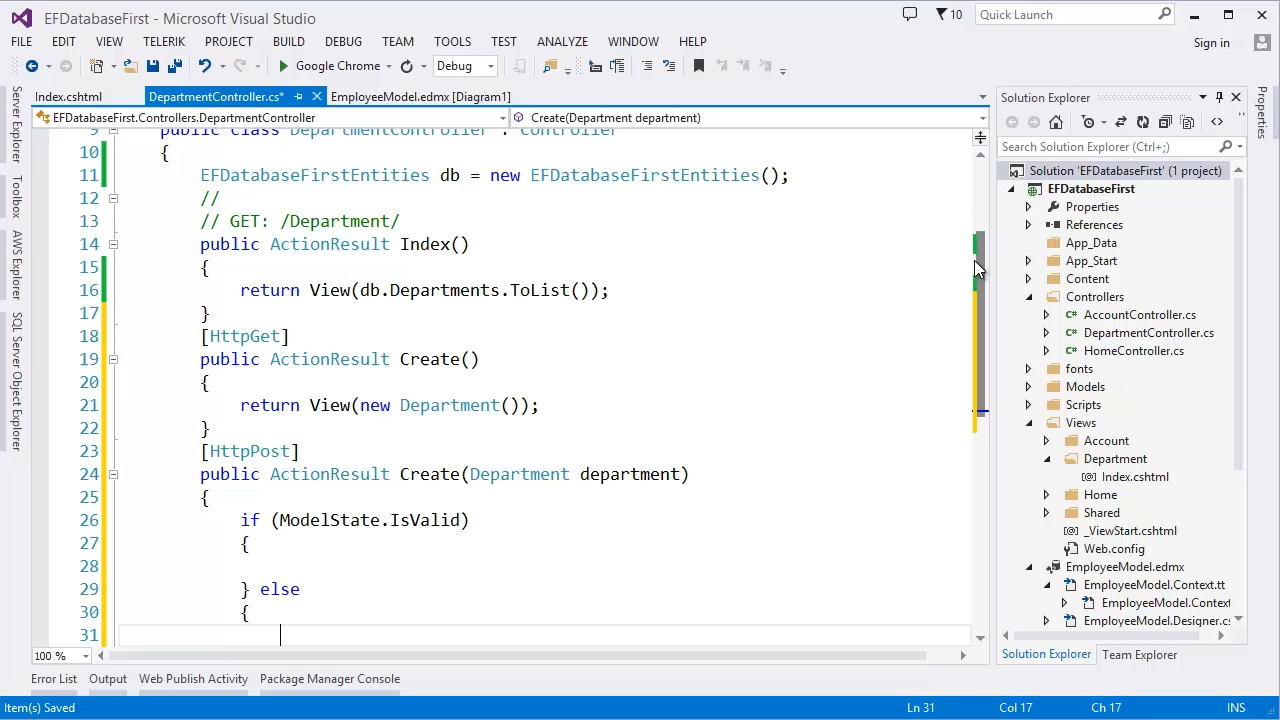 EFDatabaseFirst - Microsoft Visual Studio
10
Quick Launch
FILE EDIT VIEW TELERIK PROJECT BUILD DEBUG TEAM TOOLS TEST ANALYZE WINDOW HELP
Sign in
Google Chrome
Debug
Index.cshtml
DepartmentController.cs*
EmployeeModel.edmx [Diagram1]
EFDatabaseFirst.Controllers.DepartmentController
Create(Department department)
Server Explorer
Toolbox
AWS Explorer
SQL Server Object Explorer
9 public class DepartmentController : Controller
10 {
11 EFDatabaseFirstEntities db = new EFDatabaseFirstEntities();
12 //
13 // GET: /Department/
14 public ActionResult Index()
15 {
16 return View(db.Departments.ToList());
17 }
18 [HttpGet]
19 public ActionResult Create()
20 {
21 return View(new Department());
22 }
23 [HttpPost]
24 public ActionResult Create(Department department)
25 {
26 if (ModelState.IsValid)
27 {
28
29 } else
30 {
31
100 %
Solution Explorer
Search Solution Explorer (Ctrl+;)
Solution 'EFDatabaseFirst' (1 project)
EFDatabaseFirst
Properties
References
App_Data
App_Start
Content
Controllers
C# AccountController.cs
C# DepartmentController.cs
C# HomeController.cs
fonts
Models
Scripts
Views
Account
Department
Index.cshtml
Home
Shared
_ViewStart.cshtml
Web.config
EmployeeModel.edmx
EmployeeModel.Context.tt
EmployeeModel.Context
EmployeeModel.Designer.cs
Solution Explorer
Team Explorer
Properties
Error List
Output
Web Publish Activity
Package Manager Console
Item(s) Saved
Ln 31
Col 17
Ch 17
INS